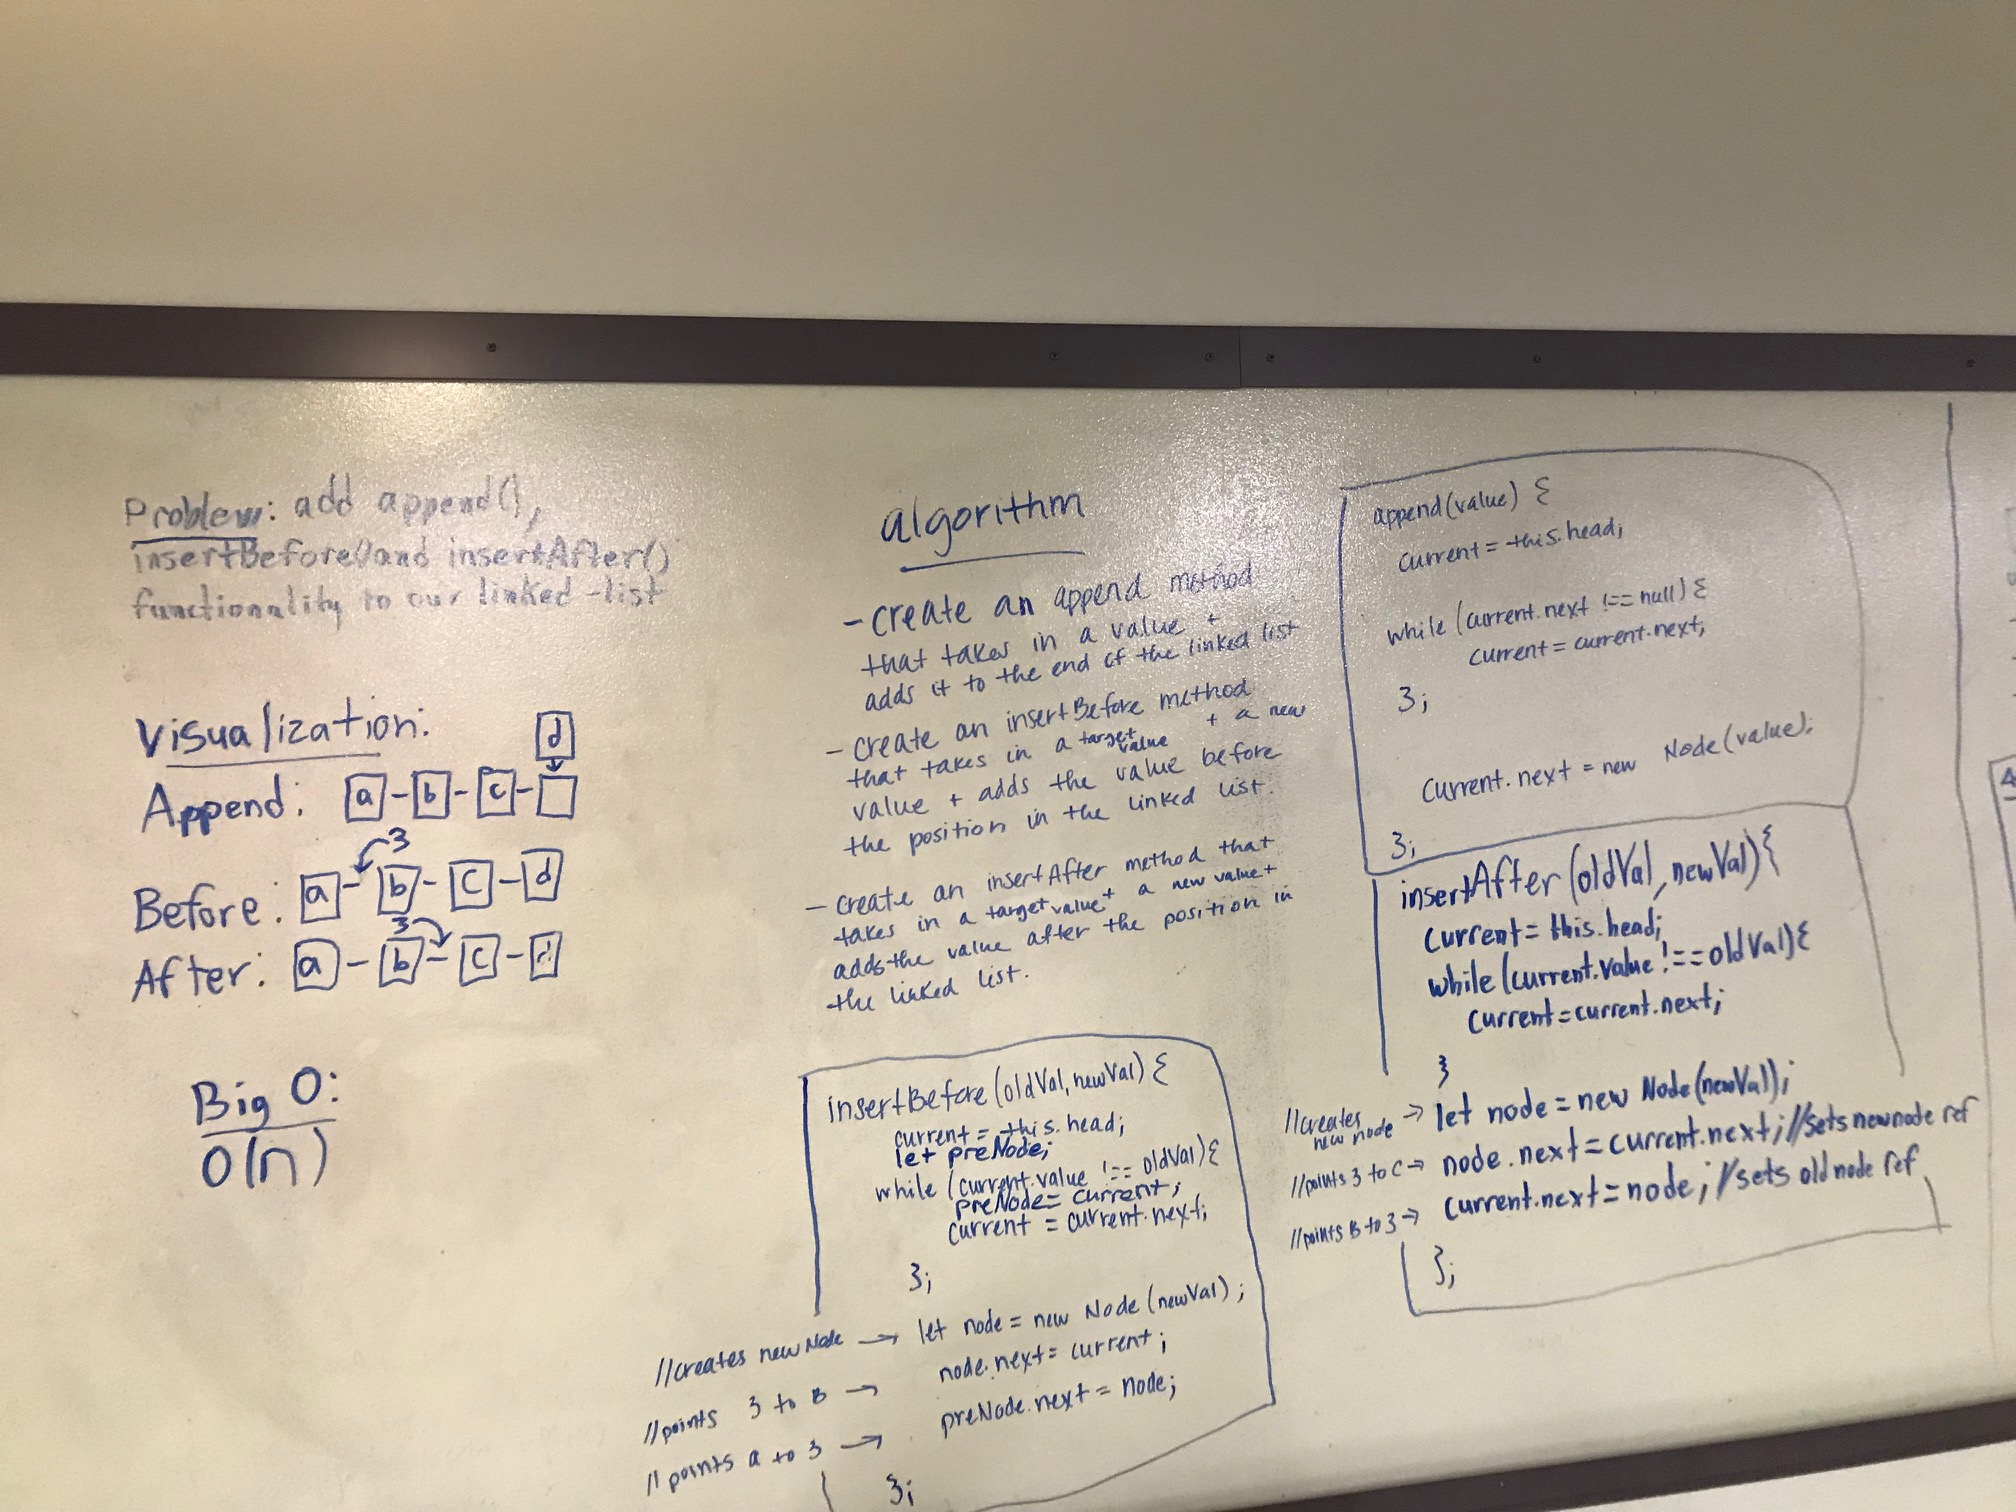 Problem: add append(),
insertBefore() and insertAfter()
functionality to our linked-list
Visualization:
d
Append: a - b - c -
3
Before: a - b - c - d
3
After: a - b - c - d
Big O:
O(n)
algorithm
- create an append method
that takes in a value +
adds it to the end of the linked list
- create an insertBefore method
that takes in a target value + a new
value + adds the value before
the position in the linked list.
- create an insertAfter method that
takes in a target value + a new value +
adds the value after the position in
the linked list.
insertBefore(oldVal, newVal) {
current = this.head;
let preNode;
while (current.value !== oldVal) {
preNode = current;
current = current.next;
};
//creates new Node → let node = new Node(newVal);
//points 3 to B → node.next = current;
//points a to 3 → preNode.next = node;
};
append(value) {
current = this.head;
while (current.next !== null) {
current = current.next;
};
Current.next = new Node(value);
};
insertAfter(oldVal, newVal) {
current = this.head;
while (current.value !== oldVal) {
current = current.next;
}
//creates new node → let node = new Node(newVal);
//points 3 to C → node.next = current.next; //sets new node ref
//points B to 3 → current.next = node; //sets old node ref
};